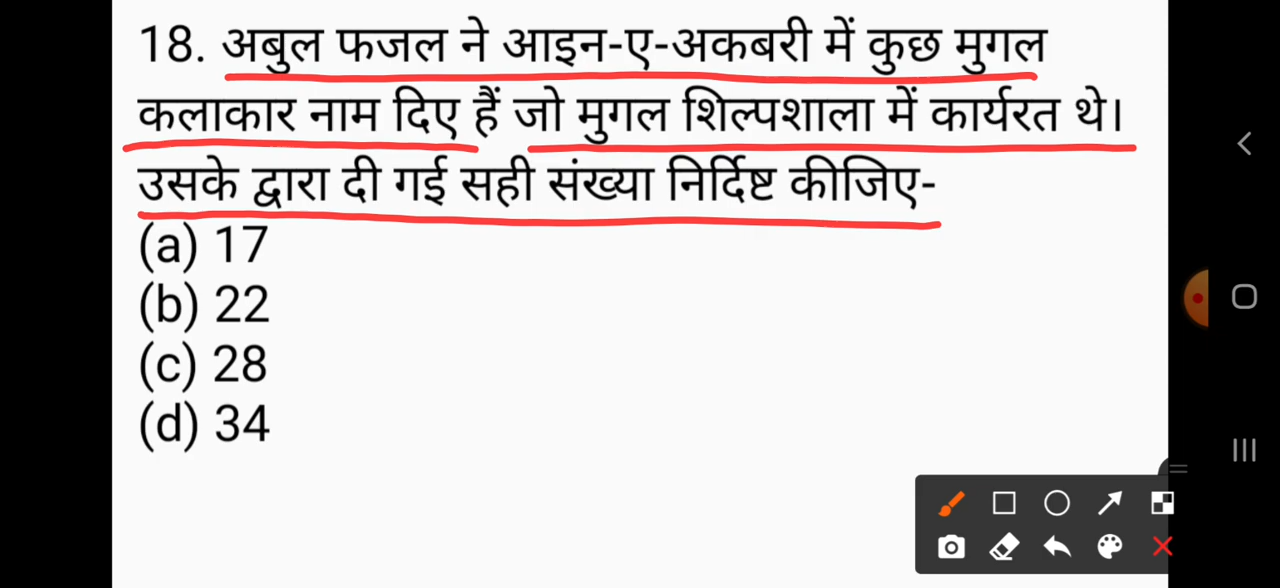 18. अबुल फजल ने आइन-ए-अकबरी में कुछ मुगल
कलाकार नाम दिए हैं जो मुगल शिल्पशाला में कार्यरत थे।
उसके द्वारा दी गई सही संख्या निर्दिष्ट कीजिए-
(a) 17
(b) 22
(c) 28
(d) 34